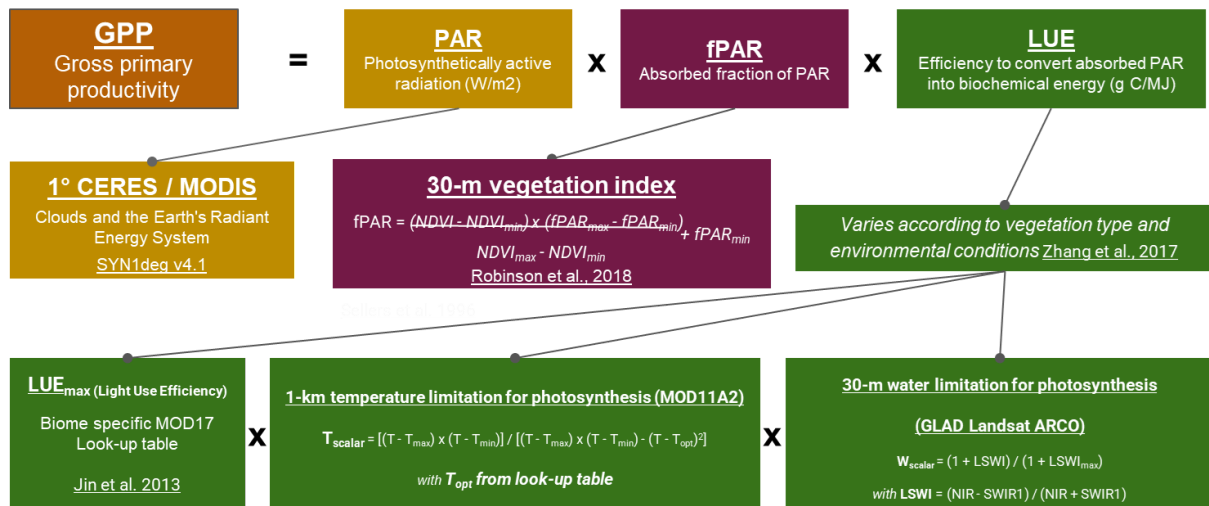 GPP
Gross primary
productivity
=
PAR
Photosynthetically active
radiation (W/m2)
x
fPAR
Absorbed fraction of PAR
x
LUE
Efficiency to convert absorbed PAR
into biochemical energy (g C/MJ)
1° CERES / MODIS
Clouds and the Earth's Radiant
Energy System
SYN1deg v4.1
30-m vegetation index
fPAR = (NDVI - NDVImin) x (fPARmax - fPARmin) + fPARmin
NDVImax - NDVImin
Robinson et al., 2018
Varies according to vegetation type and
environmental conditions Zhang et al., 2017
LUEmax (Light Use Efficiency)
Biome specific MOD17
Look-up table
Jin et al. 2013
x
1-km temperature limitation for photosynthesis (MOD11A2)
Tscalar = [(T - Tmax) x (T - Tmin)] / [(T - Tmax) x (T - Tmin) - (T - Topt)²]
with Topt from look-up table
x
30-m water limitation for photosynthesis
(GLAD Landsat ARCO)
Wscalar = (1 + LSWI) / (1 + LSWImax)
with LSWI = (NIR - SWIR1) / (NIR + SWIR1)